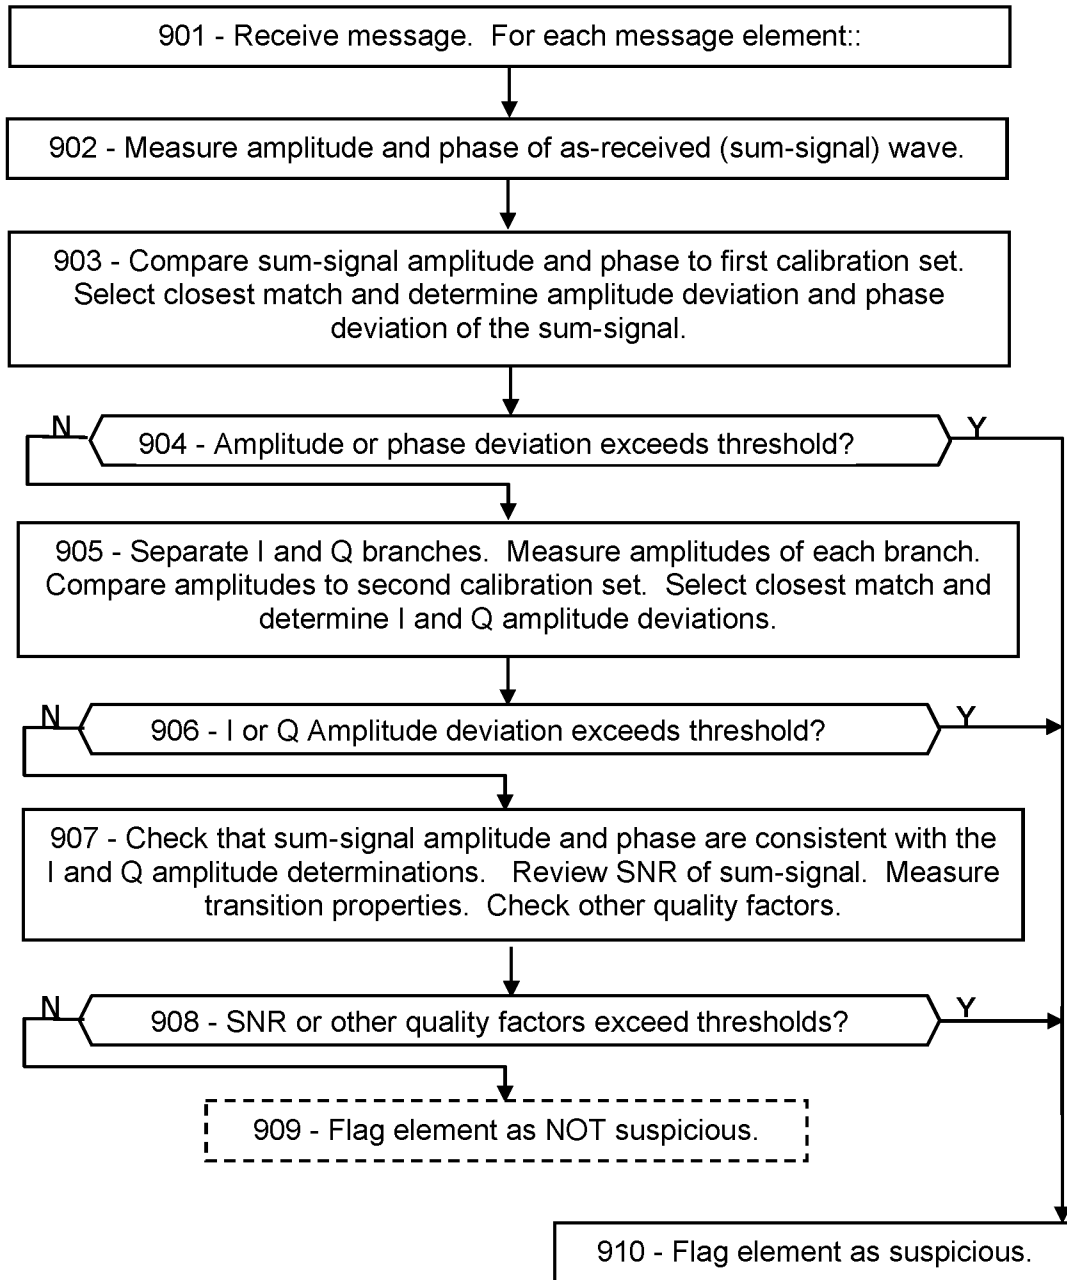 901 - Receive message.  For each message element::
902 - Measure amplitude and phase of as-received (sum-signal) wave.
903 - Compare sum-signal amplitude and phase to first calibration set.
Select closest match and determine amplitude deviation and phase
deviation of the sum-signal.
N
904 - Amplitude or phase deviation exceeds threshold?
Y
905 - Separate I and Q branches.  Measure amplitudes of each branch.
Compare amplitudes to second calibration set.  Select closest match and
determine I and Q amplitude deviations.
N
906 - I or Q Amplitude deviation exceeds threshold?
Y
907 - Check that sum-signal amplitude and phase are consistent with the
I and Q amplitude determinations.   Review SNR of sum-signal.  Measure
transition properties.  Check other quality factors.
N
908 - SNR or other quality factors exceed thresholds?
Y
909 - Flag element as NOT suspicious.
910 - Flag element as suspicious.